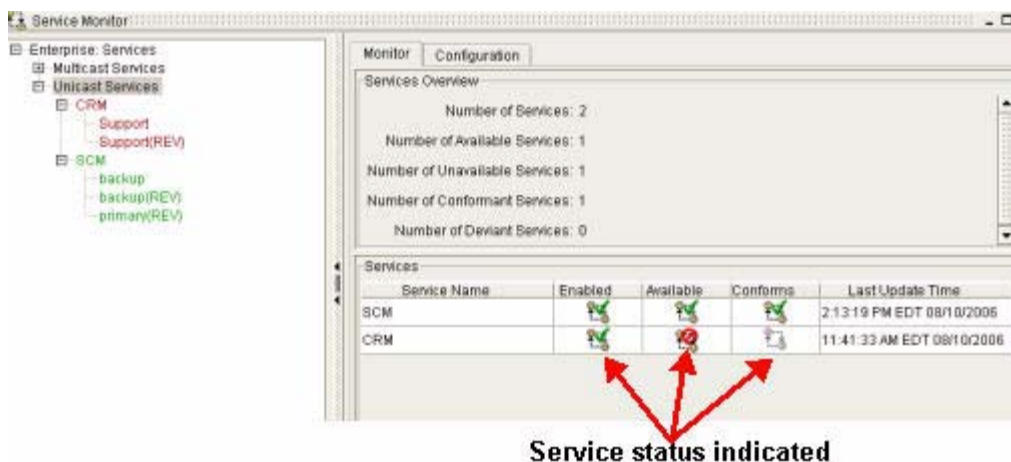 Service Monitor
Enterprise: Services
Multicast Services
Unicast Services
CRM
Support
Support(REV)
SCM
backup
backup(REV)
primary(REV)
Monitor
Configuration
Services Overview
Number of Services: 2
Number of Available Services: 1
Number of Unavailable Services: 1
Number of Conformant Services: 1
Number of Deviant Services: 0
Services
Service Name Enabled Available Conforms Last Update Time
SCM 2:13:19 PM EDT 08/10/2006
CRM 11:41:33 AM EDT 08/10/2006
Service status indicated